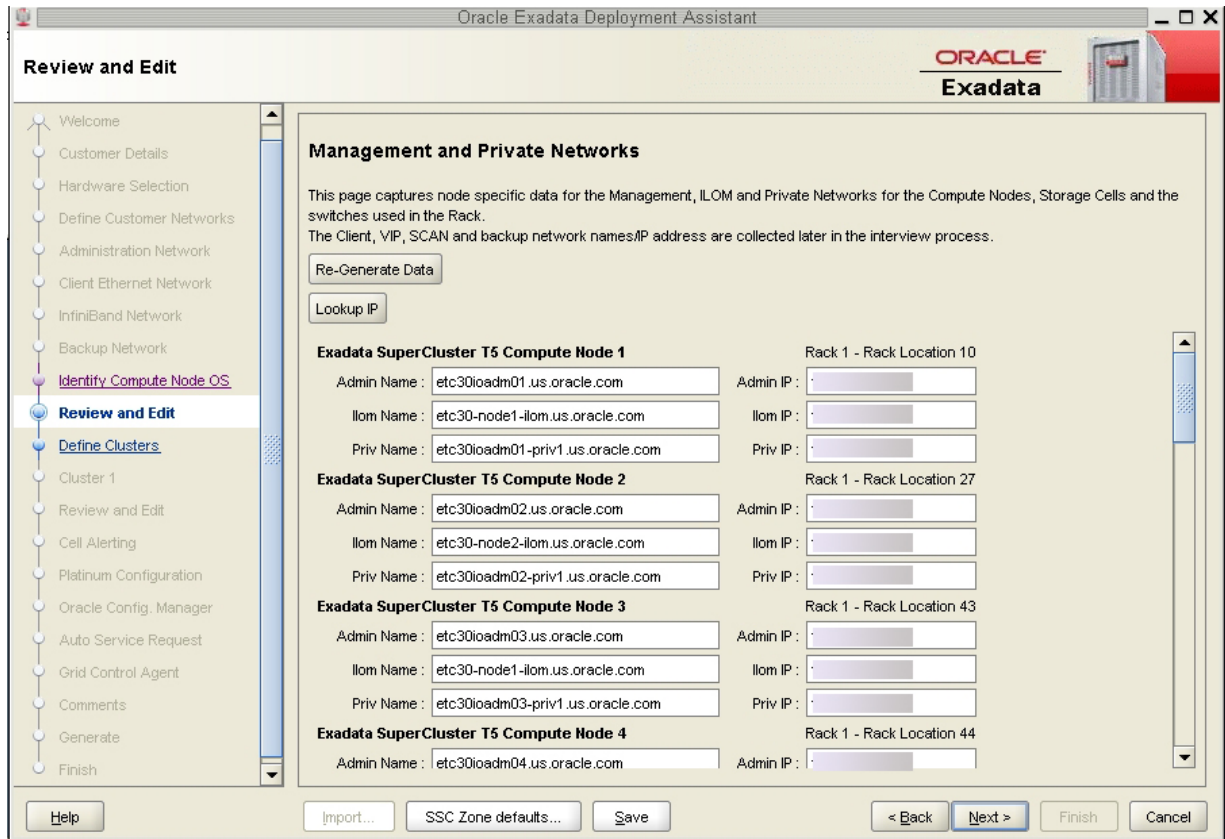 Oracle Exadata Deployment Assistant
Review and Edit
ORACLE
Exadata
Welcome
Customer Details
Hardware Selection
Define Customer Networks
Administration Network
Client Ethernet Network
InfiniBand Network
Backup Network
Identify Compute Node OS
Review and Edit
Define Clusters
Cluster 1
Review and Edit
Cell Alerting
Platinum Configuration
Oracle Config. Manager
Auto Service Request
Grid Control Agent
Comments
Generate
Finish
Management and Private Networks
This page captures node specific data for the Management, ILOM and Private Networks for the Compute Nodes, Storage Cells and the
switches used in the Rack.
The Client, VIP, SCAN and backup network names/IP address are collected later in the interview process.
Re-Generate Data
Lookup IP
Exadata SuperCluster T5 Compute Node 1 Rack 1 - Rack Location 10
Admin Name : etc30ioadm01.us.oracle.com Admin IP :
Ilom Name : etc30-node1-ilom.us.oracle.com Ilom IP :
Priv Name : etc30ioadm01-priv1.us.oracle.com Priv IP :
Exadata SuperCluster T5 Compute Node 2 Rack 1 - Rack Location 27
Admin Name : etc30ioadm02.us.oracle.com Admin IP :
Ilom Name : etc30-node2-ilom.us.oracle.com Ilom IP :
Priv Name : etc30ioadm02-priv1.us.oracle.com Priv IP :
Exadata SuperCluster T5 Compute Node 3 Rack 1 - Rack Location 43
Admin Name : etc30ioadm03.us.oracle.com Admin IP :
Ilom Name : etc30-node1-ilom.us.oracle.com Ilom IP :
Priv Name : etc30ioadm03-priv1.us.oracle.com Priv IP :
Exadata SuperCluster T5 Compute Node 4 Rack 1 - Rack Location 44
Admin Name : etc30ioadm04.us.oracle.com Admin IP :
Help Import... SSC Zone defaults... Save < Back Next > Finish Cancel